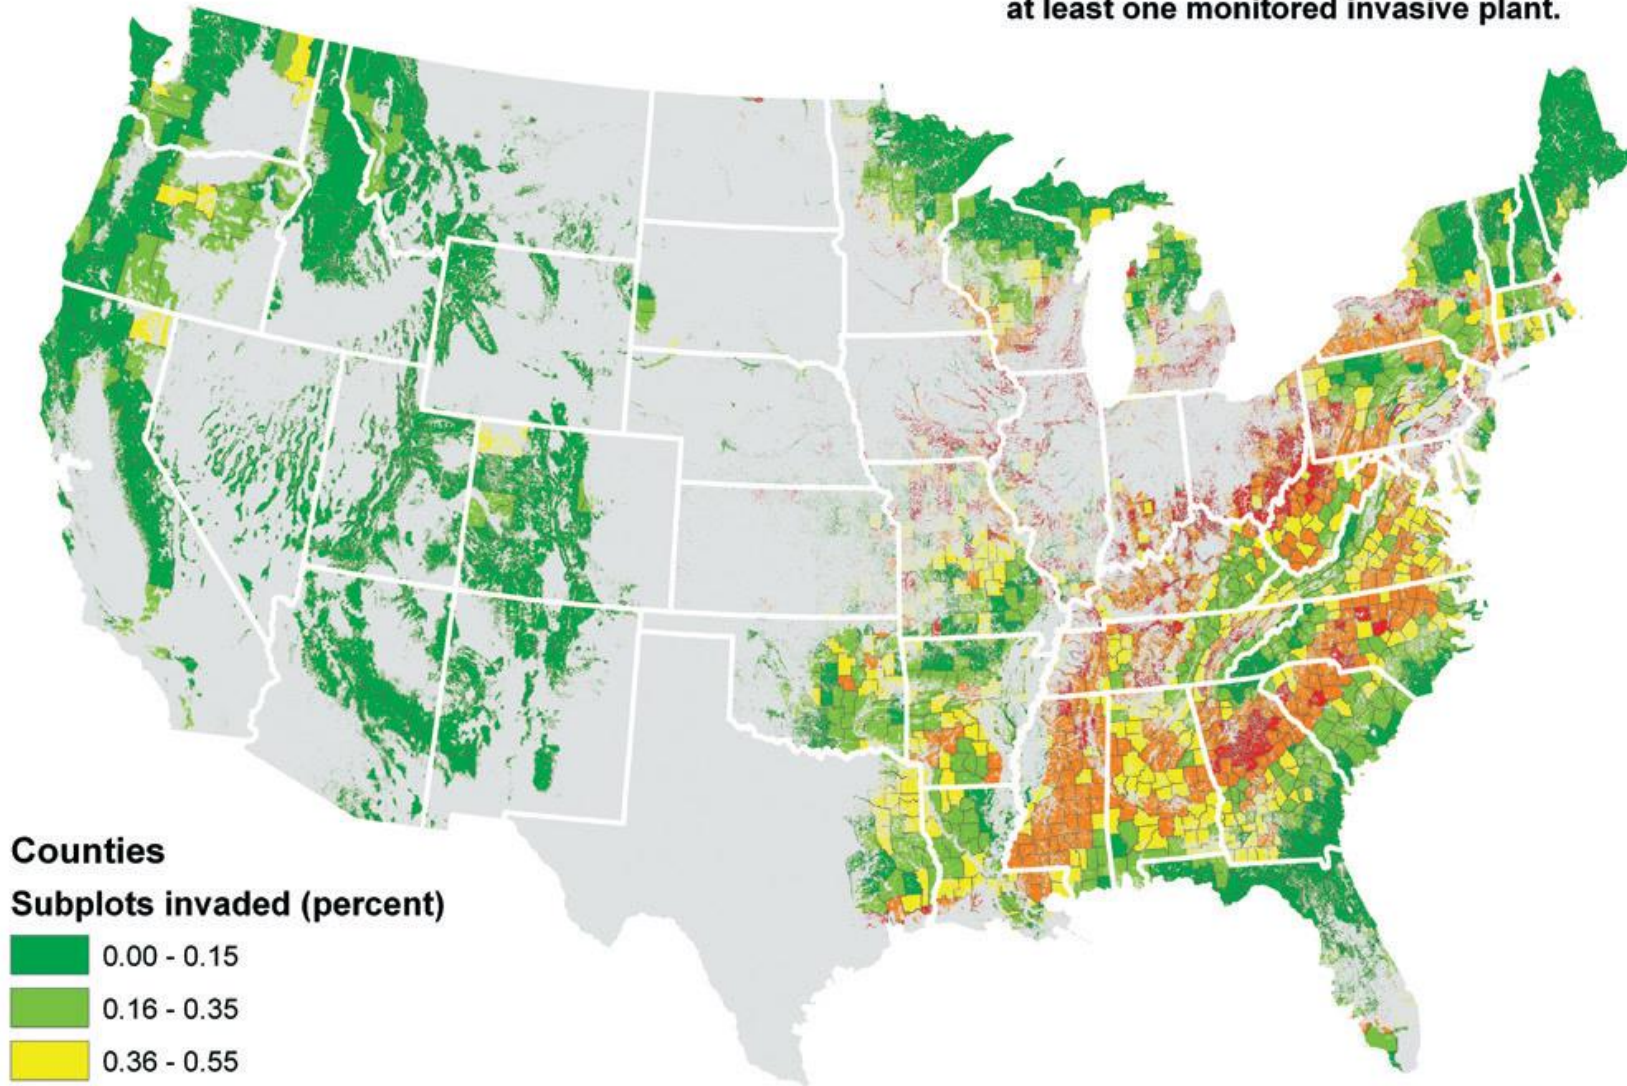 at least one monitored invasive plant.
Counties
Subplots invaded (percent)
0.00 - 0.15
0.16 - 0.35
0.36 - 0.55